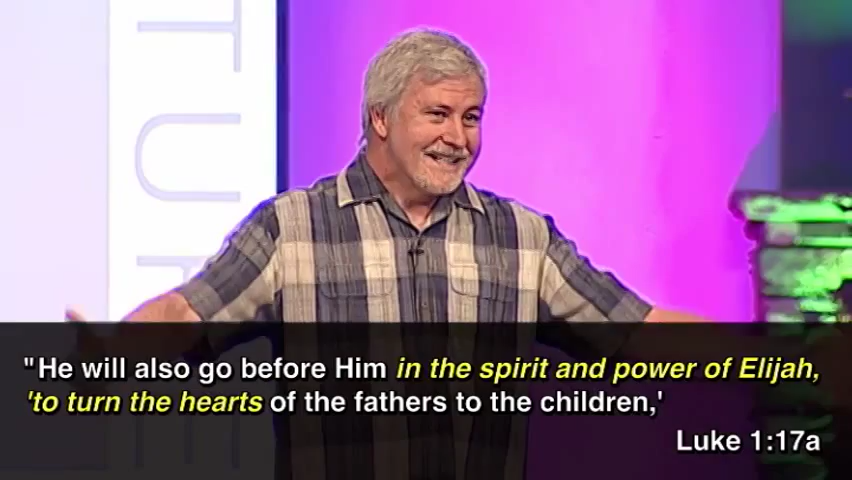 TURE
"He will also go before Him in the spirit and power of Elijah,
'to turn the hearts of the fathers to the children,'
Luke 1:17a